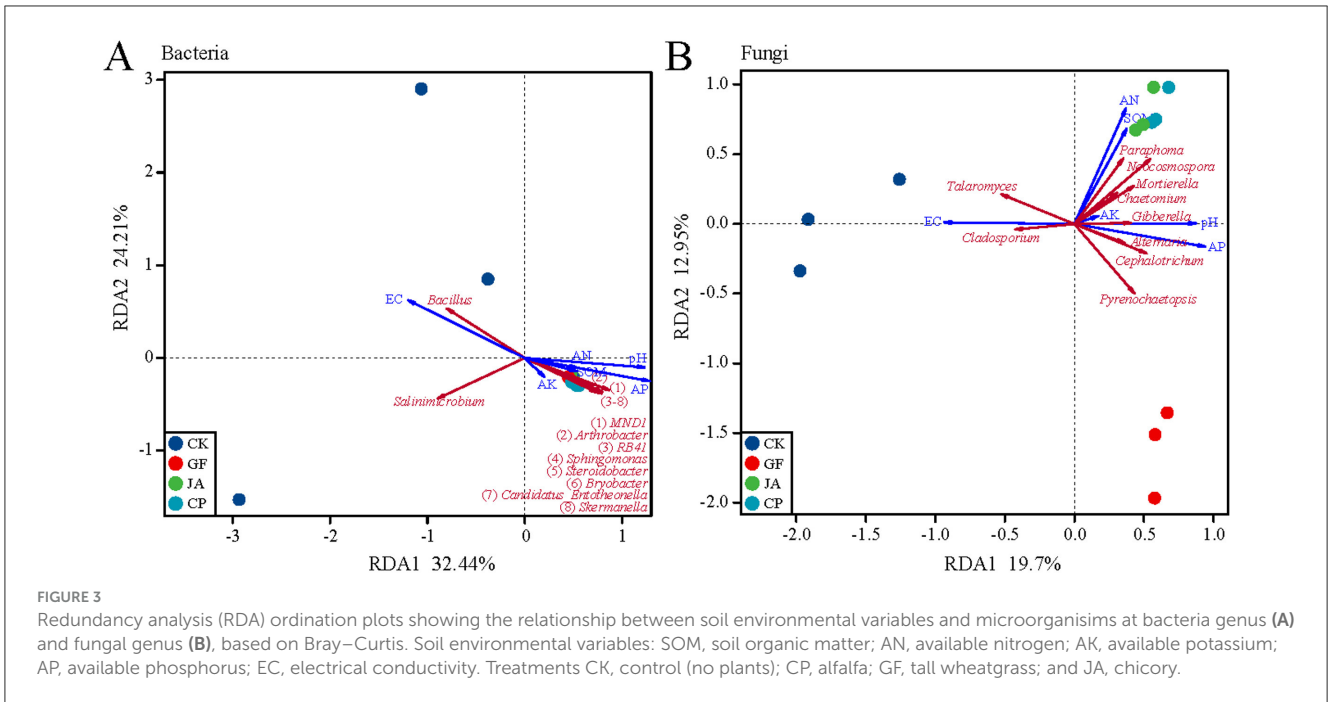 A Bacteria
3
2
1
0
-1
-3
-2
-1
0
1
RDA2 24.21%
RDA1 32.44%
EC
Bacillus
AN
pH
SOM
(2)
AK
AP
(1)
(3-8)
Salinimicrobium
(1) MND1
(2) Arthrobacter
(3) RB41
(4) Sphingomonas
(5) Steroidobacter
(6) Bryobacter
(7) Candidatus Entotheonella
(8) Skermanella
CK
GF
JA
CP
B Fungi
1.0
0.5
0.0
-0.5
-1.0
-1.5
-2.0
-2.0
-1.5
-1.0
-0.5
0.0
0.5
1.0
RDA2 12.95%
RDA1 19.7%
AN
SOM
Paraphoma
Neocosmospora
Talaromyces
Mortierella
Chaetomium
AK
Gibberella
EC
pH
Cladosporium
Alternaria
AP
Cephalotrichum
Pyrenochaetopsis
CK
GF
JA
CP
FIGURE 3
Redundancy analysis (RDA) ordination plots showing the relationship between soil environmental variables and microorganisims at bacteria genus (A)
and fungal genus (B), based on Bray–Curtis. Soil environmental variables: SOM, soil organic matter; AN, available nitrogen; AK, available potassium;
AP, available phosphorus; EC, electrical conductivity. Treatments CK, control (no plants); CP, alfalfa; GF, tall wheatgrass; and JA, chicory.